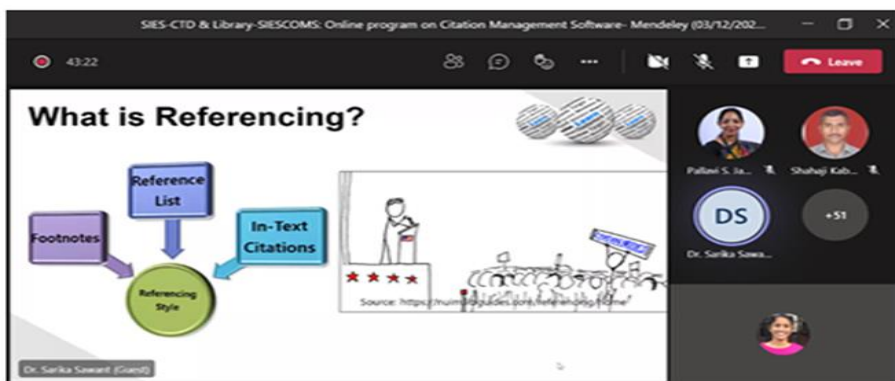 SIES-CTD & Library-SIESCOMS: Online program on Citation Management Software- Mendeley (03/12/202...
43:22
Leave
What is Referencing?
Learn
Reference
List
Footnotes
In-Text
Citations
Referencing
Style
Source:
Dr. Sarika Sawant (Guest)
Pallavi S. Ja...
Shahaji Kab...
DS
+51
Dr. Sarika Sawa...